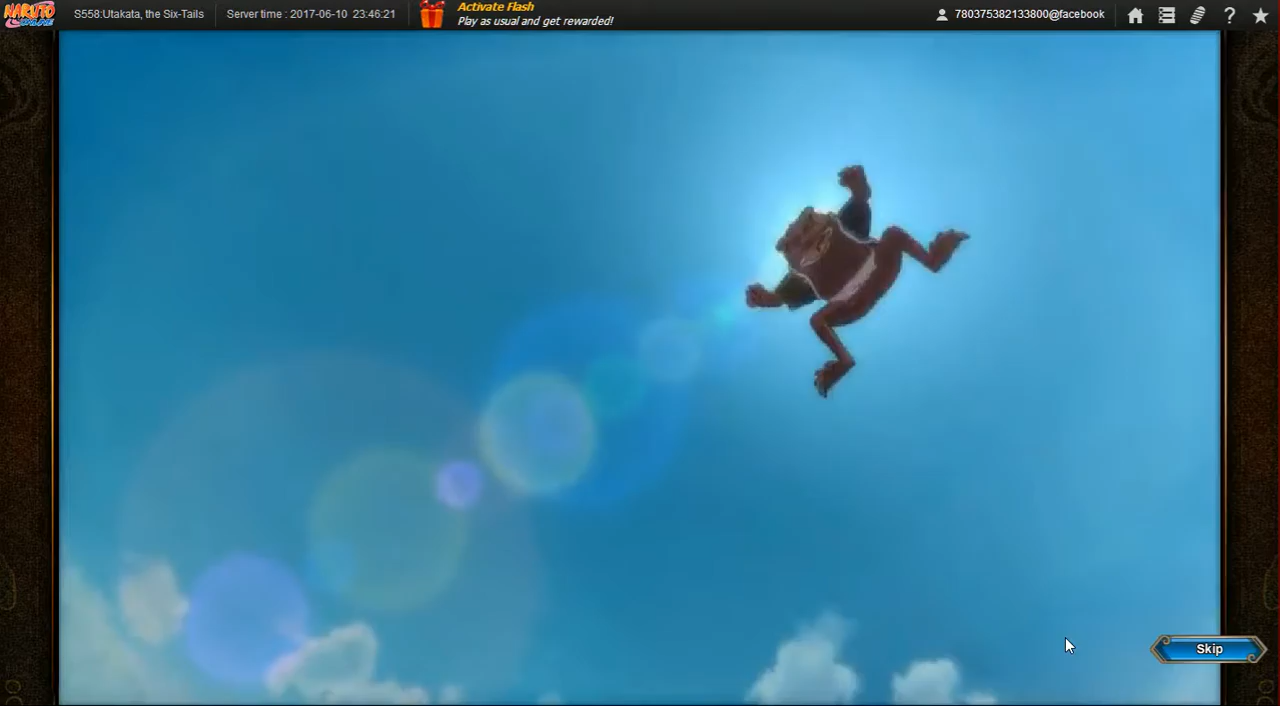 NARUTO
ONLINE
S558:Utakata, the Six-Tails
Server time : 2017-06-10 23:46:21
Activate Flash
Play as usual and get rewarded!
780375382133800@facebook
?
Skip